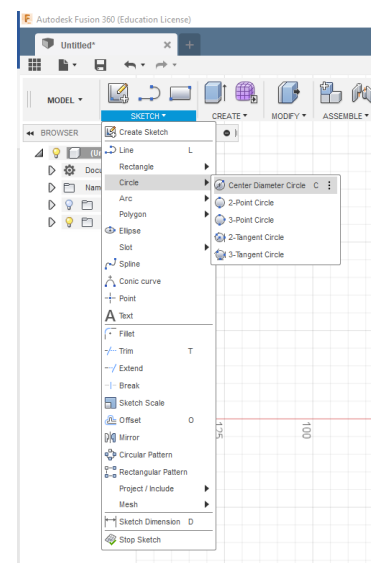 F Autodesk Fusion 360 (Education License)
Untitled*
MODEL
SKETCH
CREATE
MODIFY
ASSEMBLE
BROWSER
Create Sketch
Line L
Rectangle
Circle
Arc
Polygon
Ellipse
Slot
Spline
Conic curve
Point
A Text
Fillet
Trim T
Extend
Break
Sketch Scale
Offset O
Mirror
Circular Pattern
Rectangular Pattern
Project / Include
Mesh
Sketch Dimension D
Stop Sketch
Center Diameter Circle C
2-Point Circle
3-Point Circle
2-Tangent Circle
3-Tangent Circle
(Un
Docu
Nam
125
100